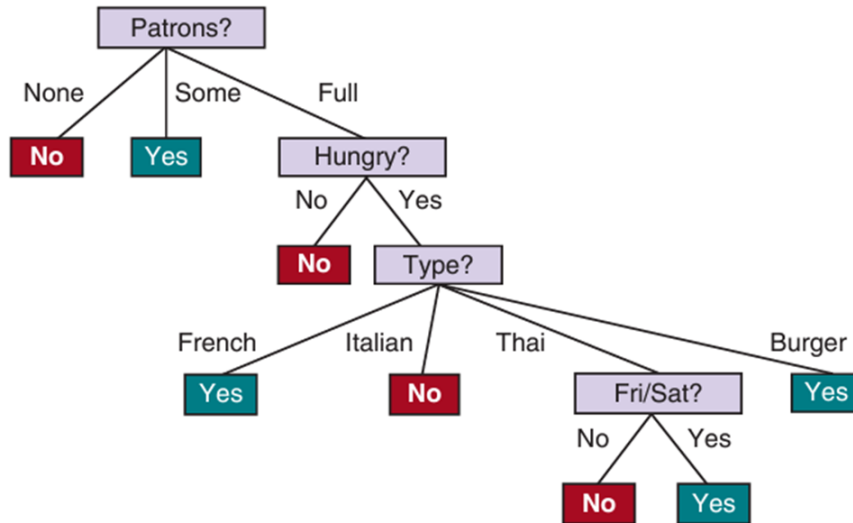 Patrons?
None Some Full
No Yes Hungry?
No Yes
No Type?
French Italian Thai Burger
Yes No Fri/Sat? Yes
No Yes
No Yes